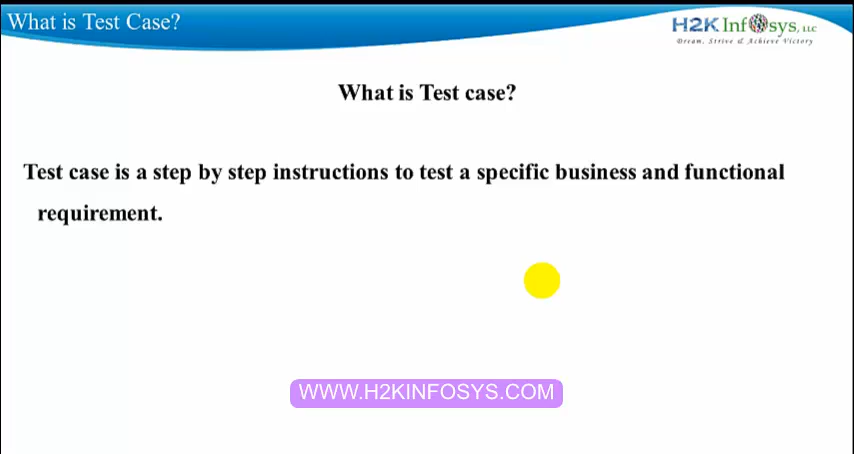 What is Test Case?
H2K Infosys, LLC
Dream, Strive & Achieve Victory
What is Test case?
Test case is a step by step instructions to test a specific business and functional
requirement.
WWW.H2KINFOSYS.COM